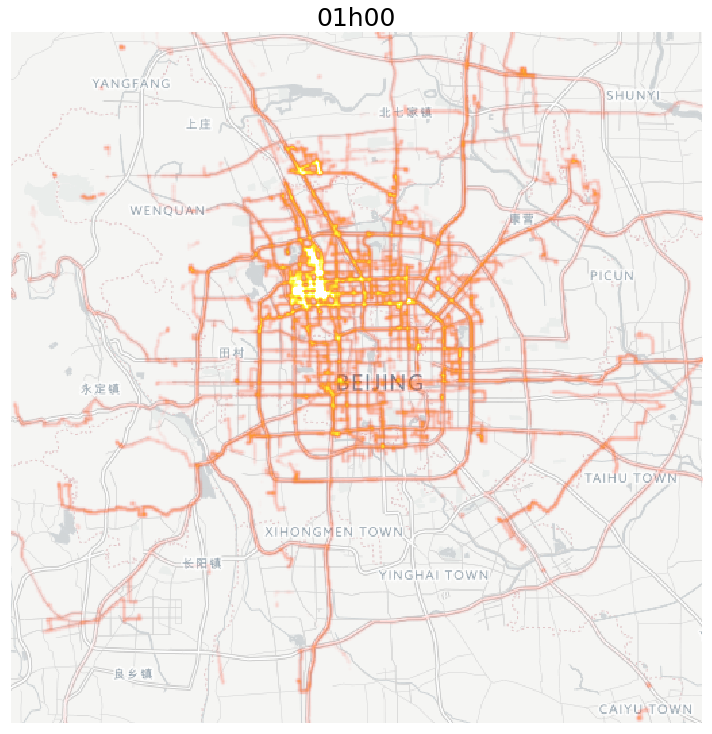 01h00
YANGFANG
SHUNYI
北七家镇
上庄
WENQUAN
康营
PICUN
田村
永定镇
BEIJING
TAIHU TOWN
XIHONGMEN TOWN
长阳镇
YINGHAI TOWN
良乡镇
CAIYU TOWN